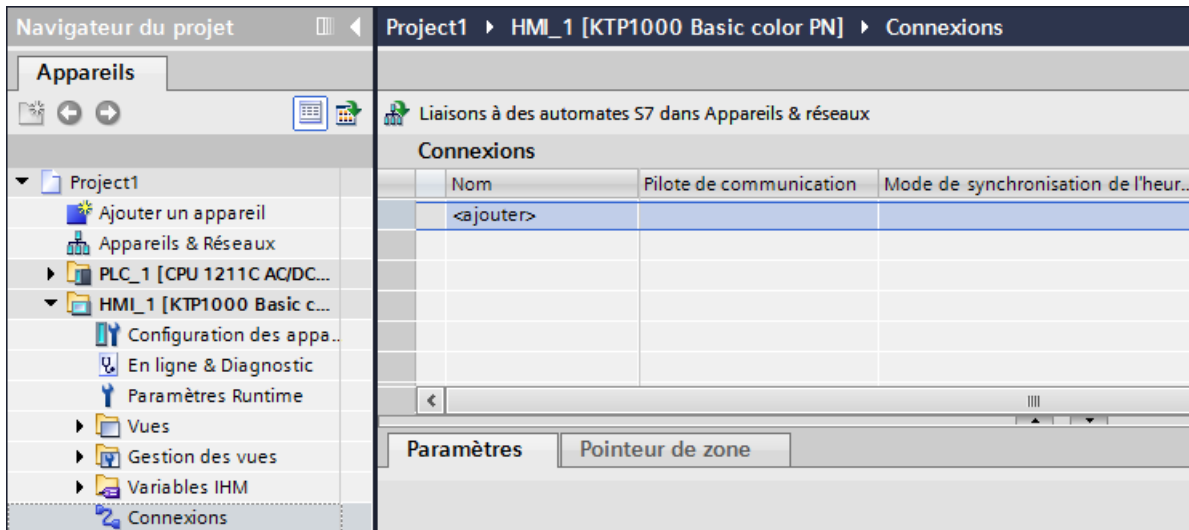 Navigateur du projet
Project1 ▸ HMI_1 [KTP1000 Basic color PN] ▸ Connexions
Appareils
Liaisons à des automates S7 dans Appareils & réseaux
Connexions
Nom Pilote de communication Mode de synchronisation de l'heur...
<ajouter>
Project1
Ajouter un appareil
Appareils & Réseaux
PLC_1 [CPU 1211C AC/DC...
HMI_1 [KTP1000 Basic c...
Configuration des appa..
En ligne & Diagnostic
Paramètres Runtime
Vues
Gestion des vues
Variables IHM
Connexions
Paramètres
Pointeur de zone